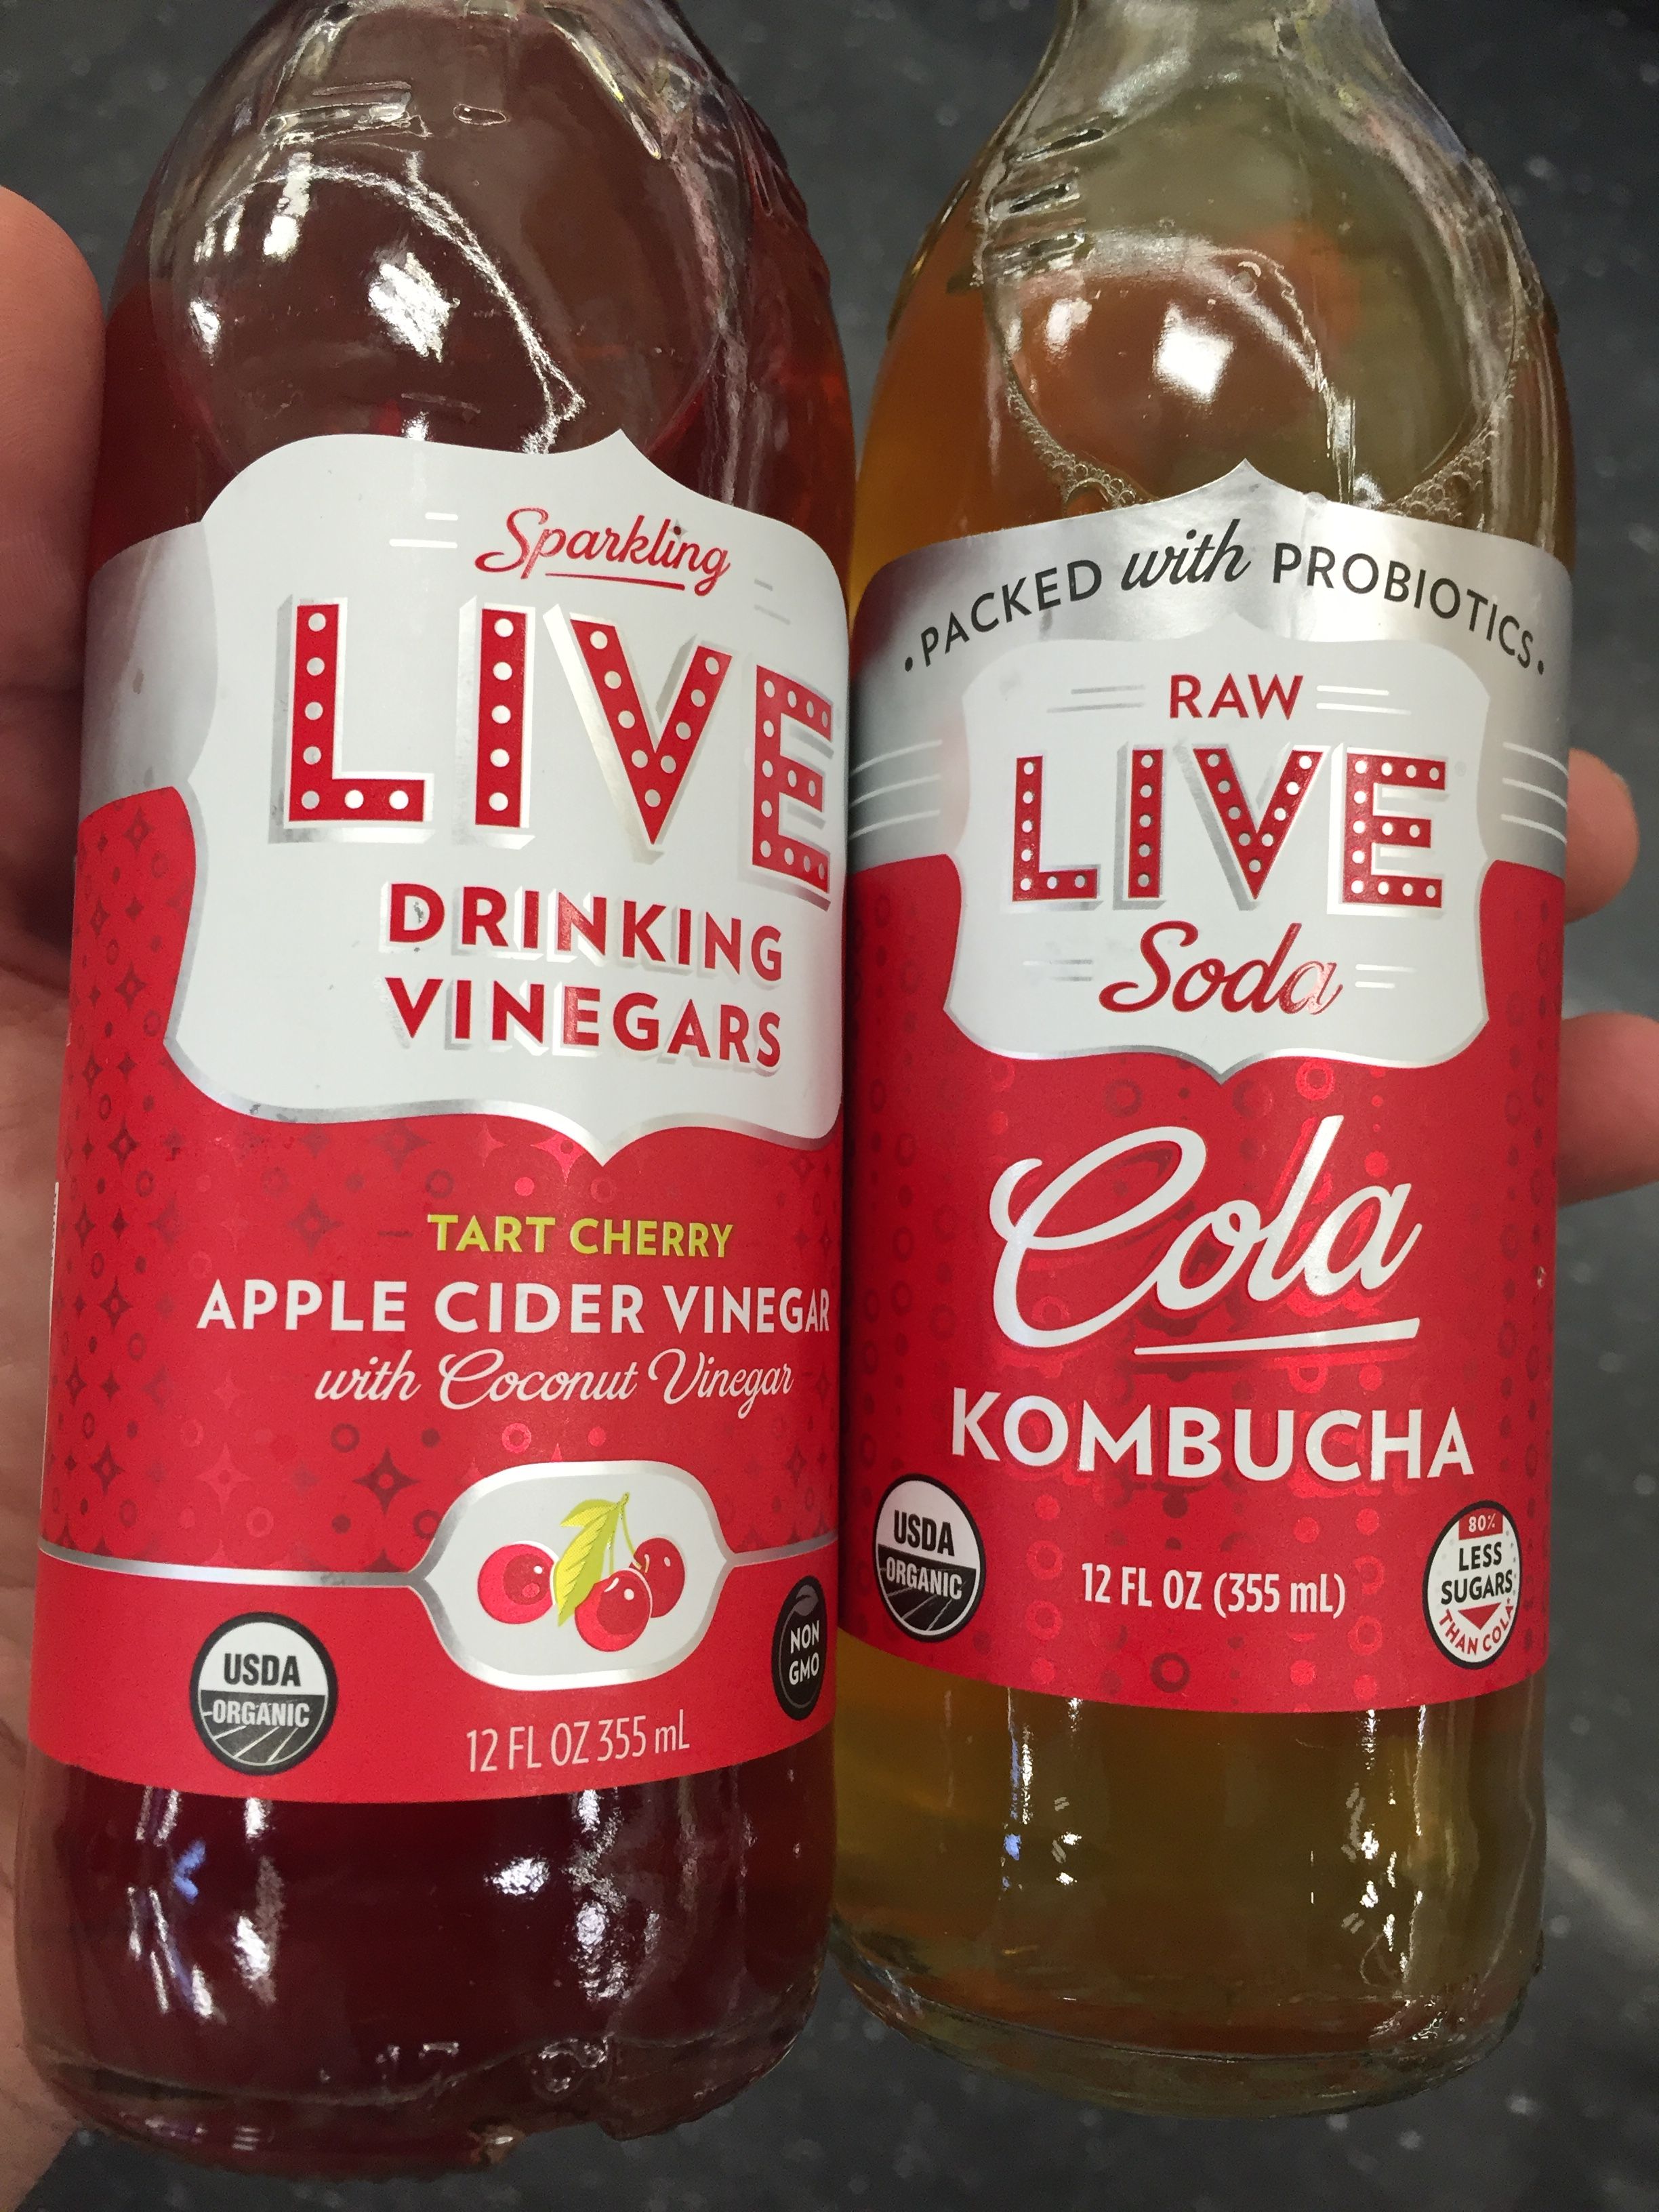 Sparkling
LIVE
DRINKING
VINEGARS
TART CHERRY
APPLE CIDER VINEGAR
with Coconut Vinegar
USDA
ORGANIC
NON
GMO
12 FL OZ 355 mL
• PACKED with PROBIOTICS •
RAW
LIVE
Soda
Cola
KOMBUCHA
USDA
ORGANIC
12 FL OZ (355 mL)
80%
LESS
SUGARS
THAN COLA*